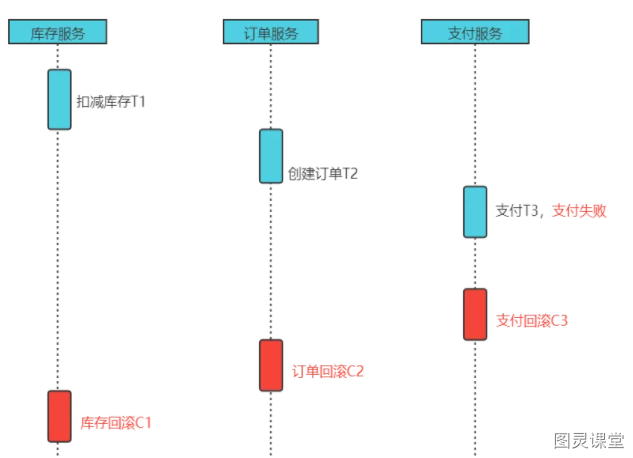 库存服务 订单服务 支付服务
扣减库存T1
创建订单T2
支付T3，支付失败
支付回滚C3
订单回滚C2
库存回滚C1
图灵课堂